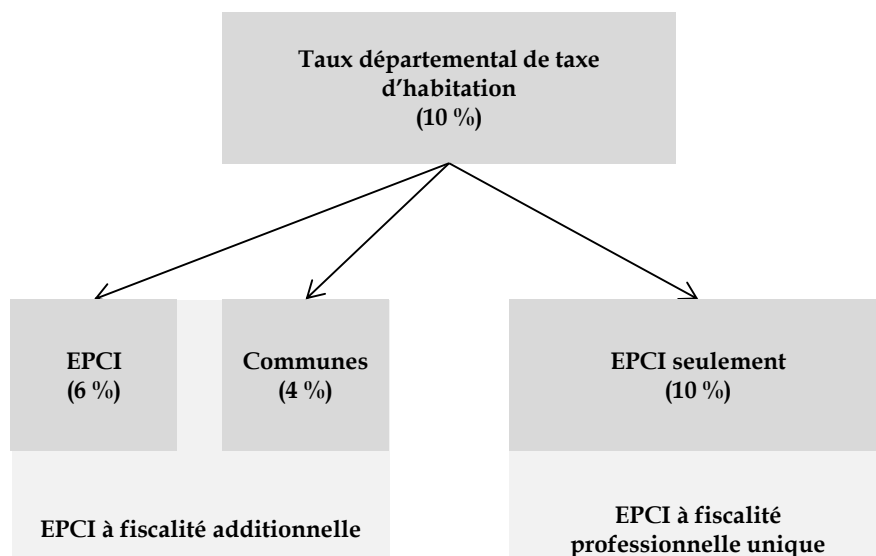 Taux départemental de taxe
d’habitation
(10 %)
EPCI
(6 %)
Communes
(4 %)
EPCI seulement
(10 %)
EPCI à fiscalité additionnelle
EPCI à fiscalité
professionnelle unique